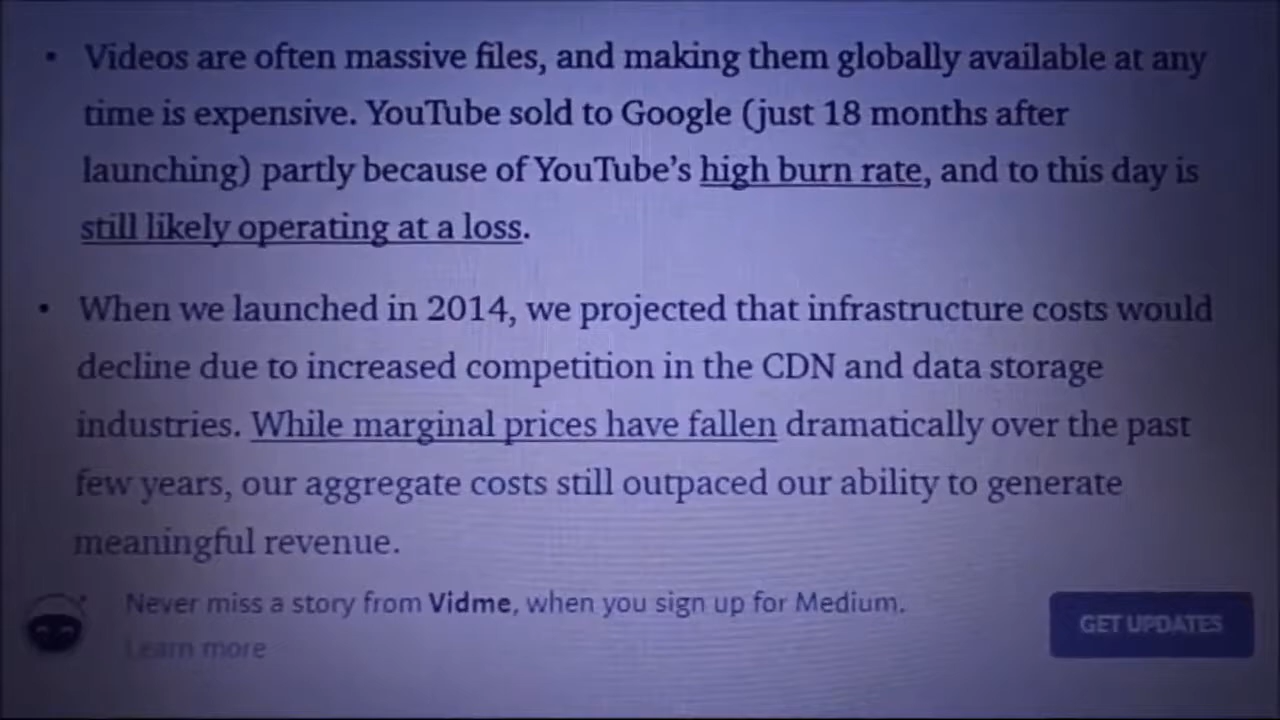 • Videos are often massive files, and making them globally available at any
time is expensive. YouTube sold to Google (just 18 months after
launching) partly because of YouTube’s high burn rate, and to this day is
still likely operating at a loss.
• When we launched in 2014, we projected that infrastructure costs would
decline due to increased competition in the CDN and data storage
industries. While marginal prices have fallen dramatically over the past
few years, our aggregate costs still outpaced our ability to generate
meaningful revenue.
Never miss a story from Vidme, when you sign up for Medium.
Learn more
GET UPDATES